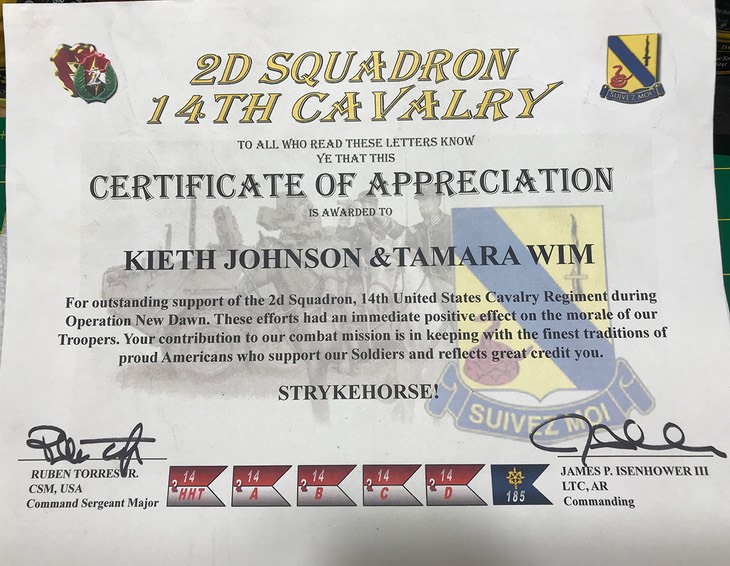 2D SQUADRON
14TH CAVALRY
SUIVEZ MOI
TO ALL WHO READ THESE LETTERS KNOW
YE THAT THIS
CERTIFICATE OF APPRECIATION
IS AWARDED TO
KIETH JOHNSON & TAMARA WIM
For outstanding support of the 2d Squadron, 14th United States Cavalry Regiment during
Operation New Dawn. These efforts had an immediate positive effect on the morale of our
Troopers. Your contribution to our combat mission is in keeping with the finest traditions of
proud Americans who support our Soldiers and reflects great credit you.
STRYKEHORSE!
SUIVEZ MOI
RUBEN TORRES JR.
CSM, USA
Command Sergeant Major
14
2 HHT
14
2 A
14
2 B
14
2 C
14
2 D
185
JAMES P. ISENHOWER III
LTC, AR
Commanding